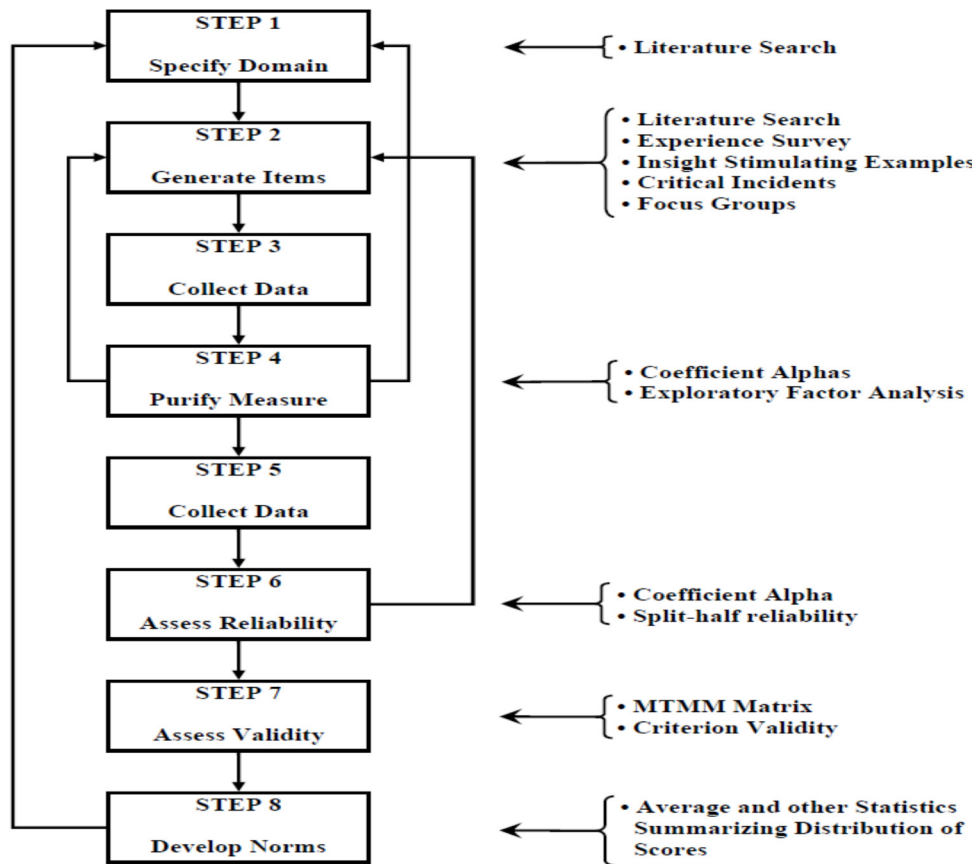 STEP 1
Specify Domain
• Literature Search
STEP 2
Generate Items
• Literature Search
• Experience Survey
• Insight Stimulating Examples
• Critical Incidents
• Focus Groups
STEP 3
Collect Data
STEP 4
Purify Measure
• Coefficient Alphas
• Exploratory Factor Analysis
STEP 5
Collect Data
STEP 6
Assess Reliability
• Coefficient Alpha
• Split-half reliability
STEP 7
Assess Validity
• MTMM Matrix
• Criterion Validity
STEP 8
Develop Norms
• Average and other Statistics
Summarizing Distribution of
Scores